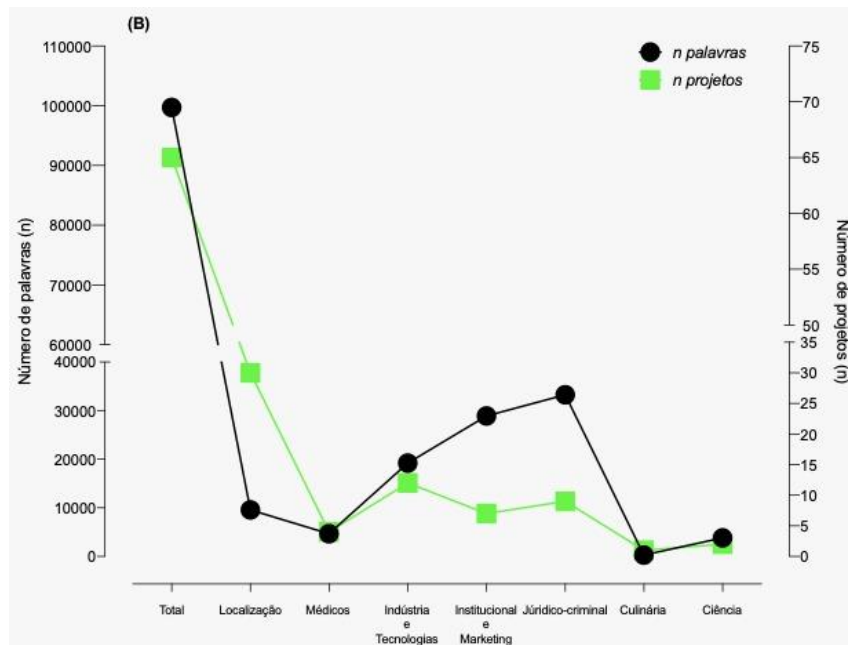 (B)
n palavras
n projetos
Número de palavras (n)
110000
100000
90000
80000
70000
60000
40000
30000
20000
10000
0
Número de projetos (n)
75
70
65
60
55
50
35
30
25
20
15
10
5
0
Total
Localização
Médicos
Indústria
e
Tecnologias
Institucional
e
Marketing
Júridico-criminal
Culinária
Ciência